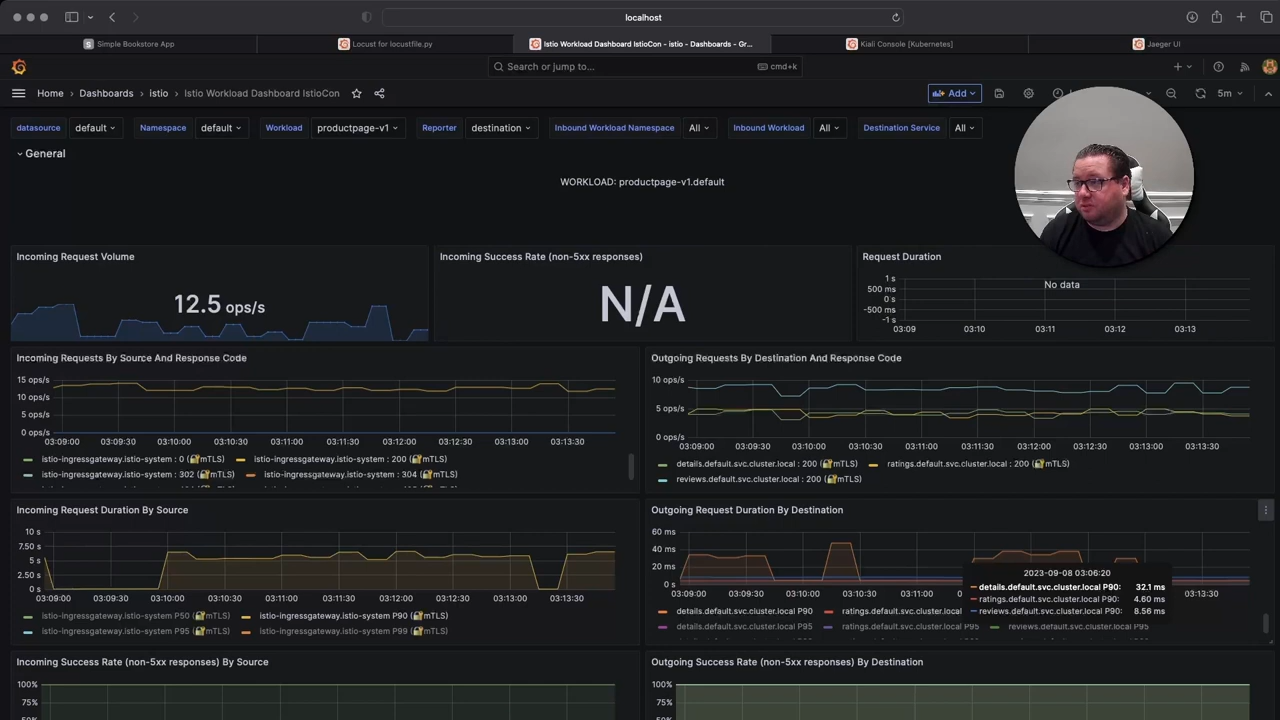 localhost
Simple Bookstore App
Locust for locustfile.py
Istio Workload Dashboard IstioCon - istio - Dashboards - Gr...
Kiali Console [Kubernetes]
Jaeger UI
Search or jump to...
cmd+k
Home > Dashboards > istio > Istio Workload Dashboard IstioCon
Add
5m
datasource default Namespace default Workload productpage-v1 Reporter destination Inbound Workload Namespace All Inbound Workload All Destination Service All
General
WORKLOAD: productpage-v1.default
Incoming Request Volume
12.5 ops/s
Incoming Success Rate (non-5xx responses)
N/A
Request Duration
1 s
500 ms
0 s
-500 ms
-1 s
No data
03:09 03:10 03:11 03:12 03:13
Incoming Requests By Source And Response Code
15 ops/s
10 ops/s
5 ops/s
0 ops/s
03:09:00 03:09:30 03:10:00 03:10:30 03:11:00 03:11:30 03:12:00 03:12:30 03:13:00 03:13:30
istio-ingressgateway.istio-system : 0 (🔐mTLS) istio-ingressgateway.istio-system : 200 (🔐mTLS)
istio-ingressgateway.istio-system : 302 (🔐mTLS) istio-ingressgateway.istio-system : 304 (🔐mTLS)
Outgoing Requests By Destination And Response Code
10 ops/s
5 ops/s
0 ops/s
03:09:00 03:09:30 03:10:00 03:10:30 03:11:00 03:11:30 03:12:00 03:12:30 03:13:00 03:13:30
details.default.svc.cluster.local : 200 (🔐mTLS) ratings.default.svc.cluster.local : 200 (🔐mTLS)
reviews.default.svc.cluster.local : 200 (🔐mTLS)
Incoming Request Duration By Source
10 s
7.50 s
5 s
2.50 s
0 s
03:09:00 03:09:30 03:10:00 03:10:30 03:11:00 03:11:30 03:12:00 03:12:30 03:13:00 03:13:30
istio-ingressgateway.istio-system P50 (🔐mTLS) istio-ingressgateway.istio-system P90 (🔐mTLS)
istio-ingressgateway.istio-system P95 (🔐mTLS) istio-ingressgateway.istio-system P99 (🔐mTLS)
Outgoing Request Duration By Destination
60 ms
40 ms
20 ms
0 s
03:09:00 03:09:30 03:10:00 03:10:30 03:11:00 03:13:30
2023-09-08 03:06:20
details.default.svc.cluster.local P90: 32.1 ms
ratings.default.svc.cluster.local P90: 4.60 ms
reviews.default.svc.cluster.local P90: 8.56 ms
details.default.svc.cluster.local P90 ratings.default.svc.cluster.local
details.default.svc.cluster.local P95 ratings.default.svc.cluster.local P95 reviews.default.svc.cluster.local P95
Incoming Success Rate (non-5xx responses) By Source
100%
75%
Outgoing Success Rate (non-5xx responses) By Destination
100%
75%